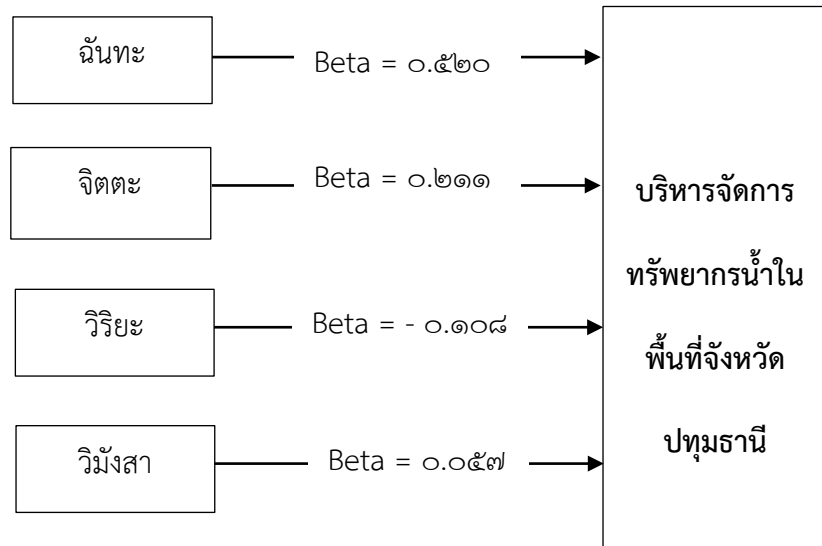 ฉันทะ
Beta = ๐.๕๒๐
จิตตะ
Beta = ๐.๒๑๑
วิริยะ
Beta = - ๐.๑๐๘
วิมังสา
Beta = ๐.๐๕๗
บริหารจัดการ
ทรัพยากรน้ำใน
พื้นที่จังหวัด
ปทุมธานี